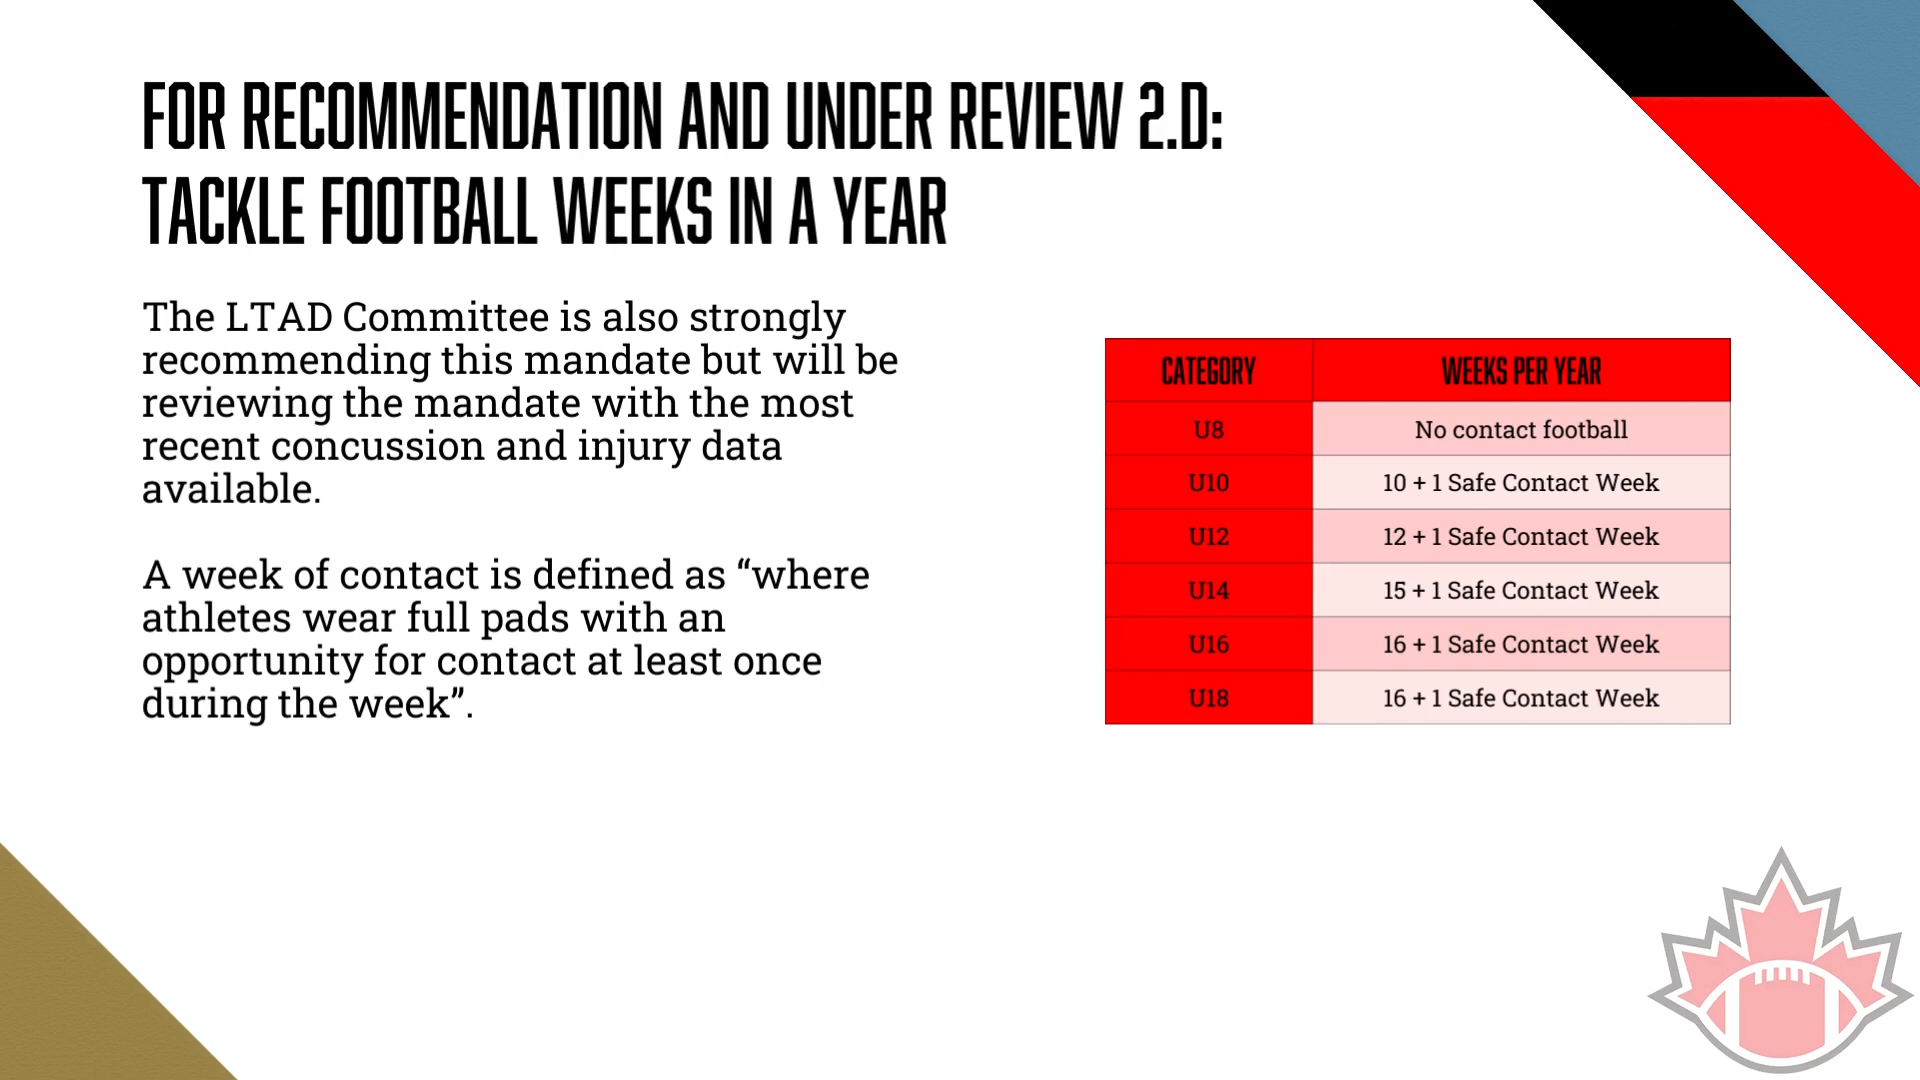 FOR RECOMMENDATION AND UNDER REVIEW 2.D:
TACKLE FOOTBALL WEEKS IN A YEAR
The LTAD Committee is also strongly
recommending this mandate but will be
reviewing the mandate with the most
recent concussion and injury data
available.
A week of contact is defined as “where
athletes wear full pads with an
opportunity for contact at least once
during the week”.
CATEGORY WEEKS PER YEAR
U8 No contact football
U10 10 + 1 Safe Contact Week
U12 12 + 1 Safe Contact Week
U14 15 + 1 Safe Contact Week
U16 16 + 1 Safe Contact Week
U18 16 + 1 Safe Contact Week